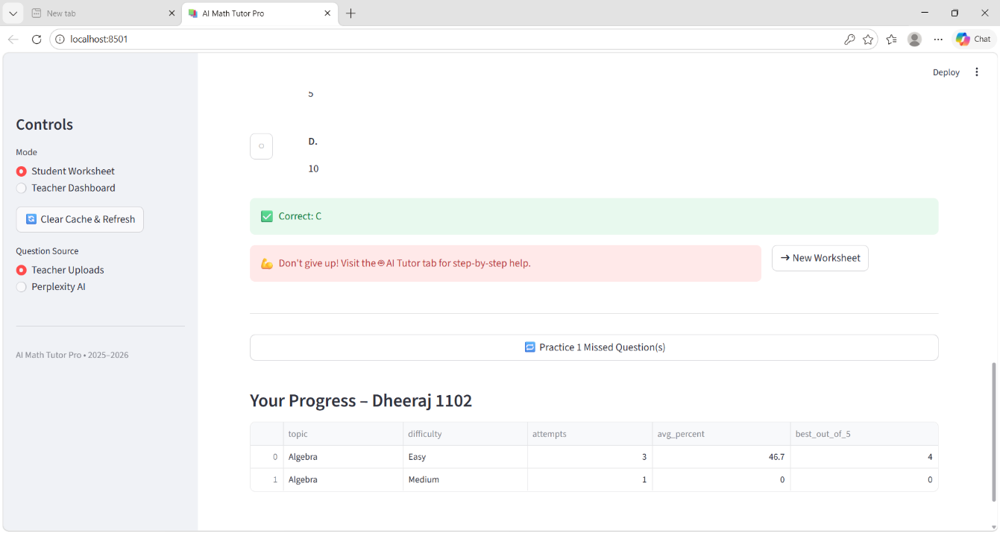 New tab
AI Math Tutor Pro
localhost:8501
Chat
Deploy
Controls
Mode
Student Worksheet
Teacher Dashboard
Clear Cache & Refresh
Question Source
Teacher Uploads
Perplexity AI
AI Math Tutor Pro • 2025–2026
5
D.
10
Correct: C
Don't give up! Visit the AI Tutor tab for step-by-step help.
→ New Worksheet
Practice 1 Missed Question(s)
Your Progress – Dheeraj 1102
topic difficulty attempts avg_percent best_out_of_5
0 Algebra Easy 3 46.7 4
1 Algebra Medium 1 0 0